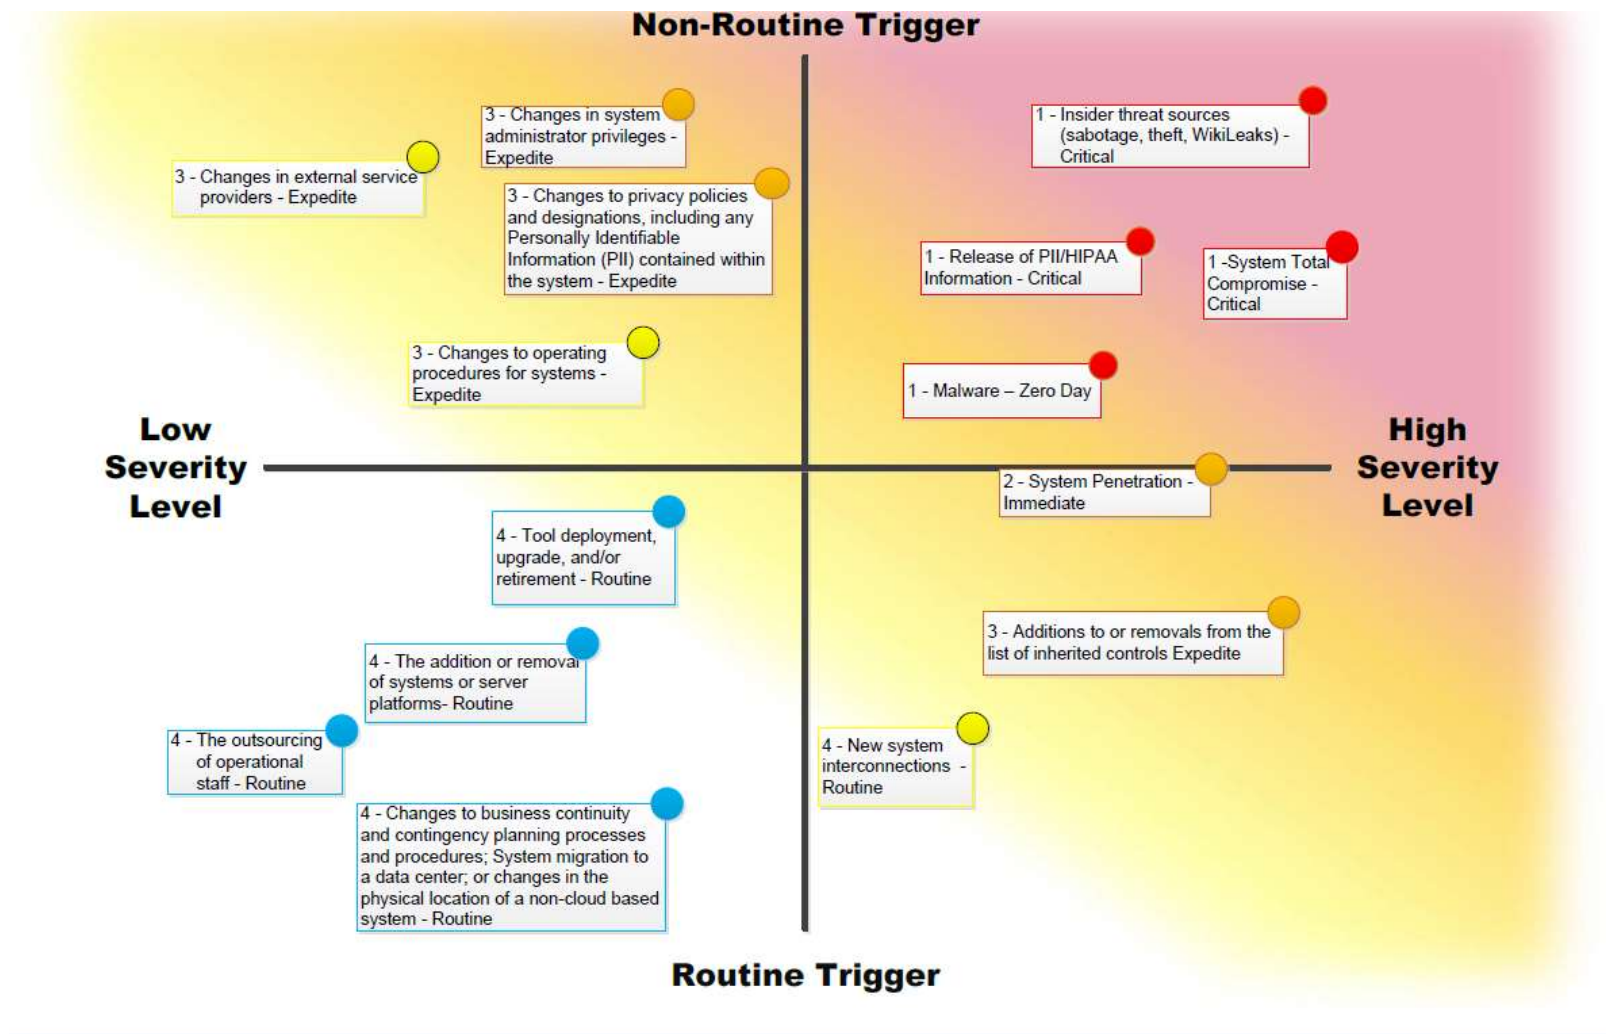 Non-Routine Trigger
3 - Changes in system
administrator privileges -
Expedite
1 - Insider threat sources
(sabotage, theft, WikiLeaks) -
Critical
3 - Changes in external service
providers - Expedite
3 - Changes to privacy policies
and designations, including any
Personally Identifiable
Information (PII) contained within
the system - Expedite
1 - Release of PII/HIPAA
Information - Critical
1 -System Total
Compromise -
Critical
3 - Changes to operating
procedures for systems -
Expedite
1 - Malware – Zero Day
Low
Severity
Level
High
Severity
Level
2 - System Penetration -
Immediate
4 - Tool deployment,
upgrade, and/or
retirement - Routine
3 - Additions to or removals from the
list of inherited controls Expedite
4 - The addition or removal
of systems or server
platforms- Routine
4 - The outsourcing
of operational
staff - Routine
4 - New system
interconnections -
Routine
4 - Changes to business continuity
and contingency planning processes
and procedures; System migration to
a data center; or changes in the
physical location of a non-cloud based
system - Routine
Routine Trigger